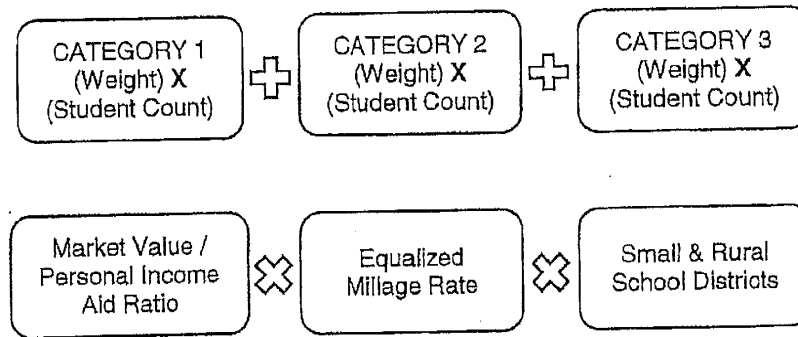 CATEGORY 1
(Weight) X
(Student Count)
CATEGORY 2
(Weight) X
(Student Count)
CATEGORY 3
(Weight) X
(Student Count)
Market Value /
Personal Income
Aid Ratio
Equalized
Millage Rate
Small & Rural
School Districts